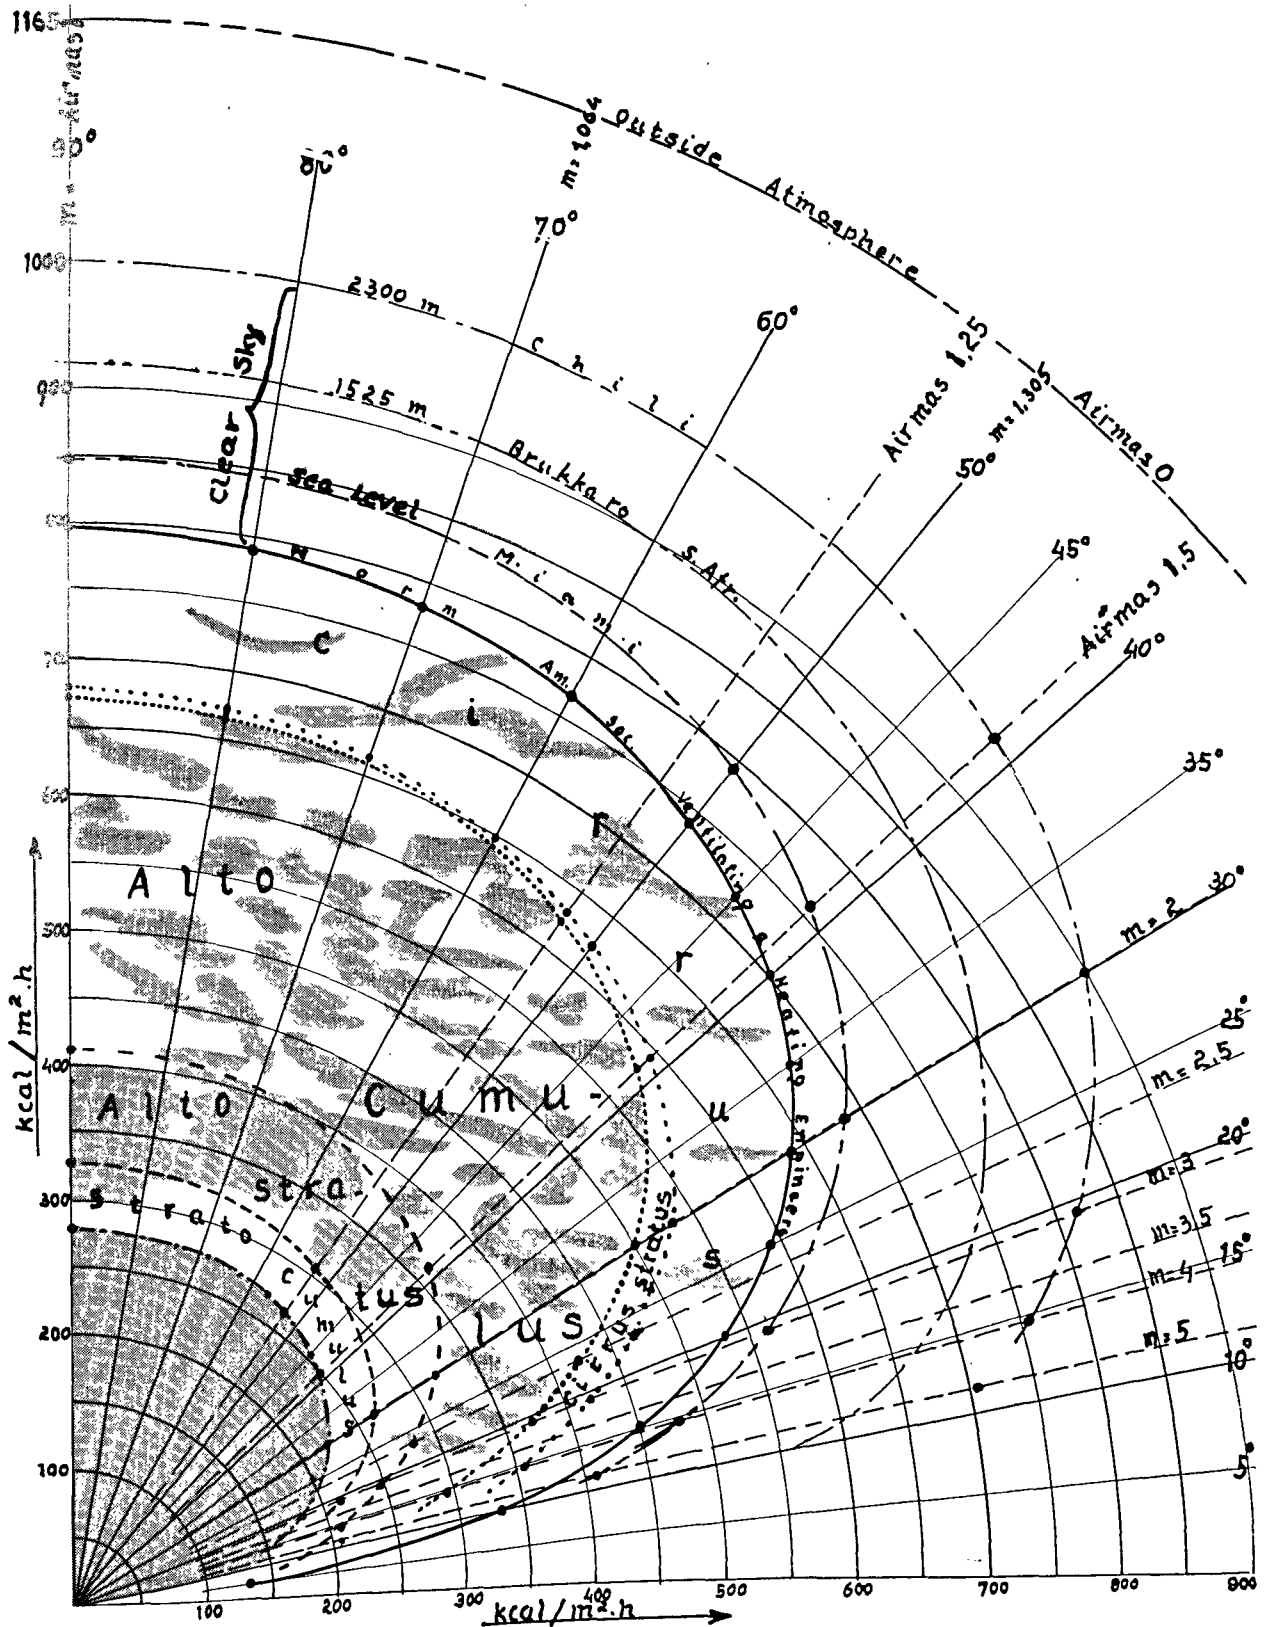 1165
m = 0 Airmas
90°
80°
m=1,064
70°
Outside Atmosphere
Airmas 0
60°
Airmas 1,25
50°
m=1,305
45°
Airmas 1,5
40°
35°
30°
m=2
25°
m=2,5
20°
m=3
m=3,5
15°
m=4
m=5
10°
5°
1000
2300 m Chili
Clear Sky
900
1525 m Brukkaro S. Afr.
Sea Level
Miami
800
Norm Am. soc. Ventilating & Heating Engineers
700
600
500
400
300
200
100
kcal/m².h
Cirrus
Alto
Cumu-
lus
Alto
stra-
tus
Strato
cumulus
Cirrus stratus
100
200
300
400
500
600
700
800
900
kcal/m².h